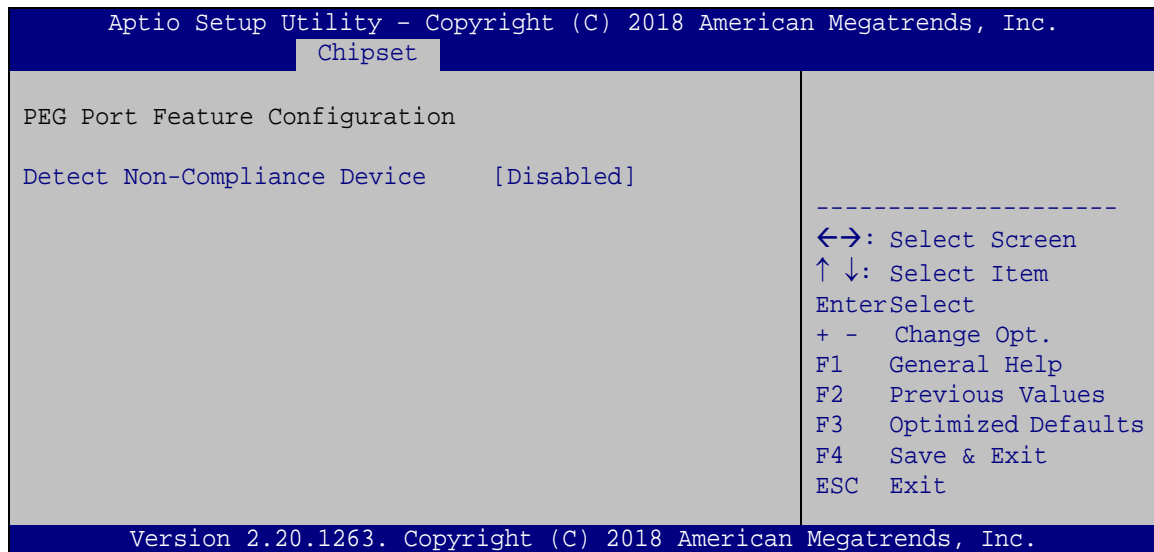 Aptio Setup Utility – Copyright (C) 2018 American Megatrends, Inc.
Chipset
PEG Port Feature Configuration
Detect Non-Compliance Device [Disabled]
---------------------
←→: Select Screen
↑ ↓: Select Item
EnterSelect
+ - Change Opt.
F1 General Help
F2 Previous Values
F3 Optimized Defaults
F4 Save & Exit
ESC Exit
Version 2.20.1263. Copyright (C) 2018 American Megatrends, Inc.